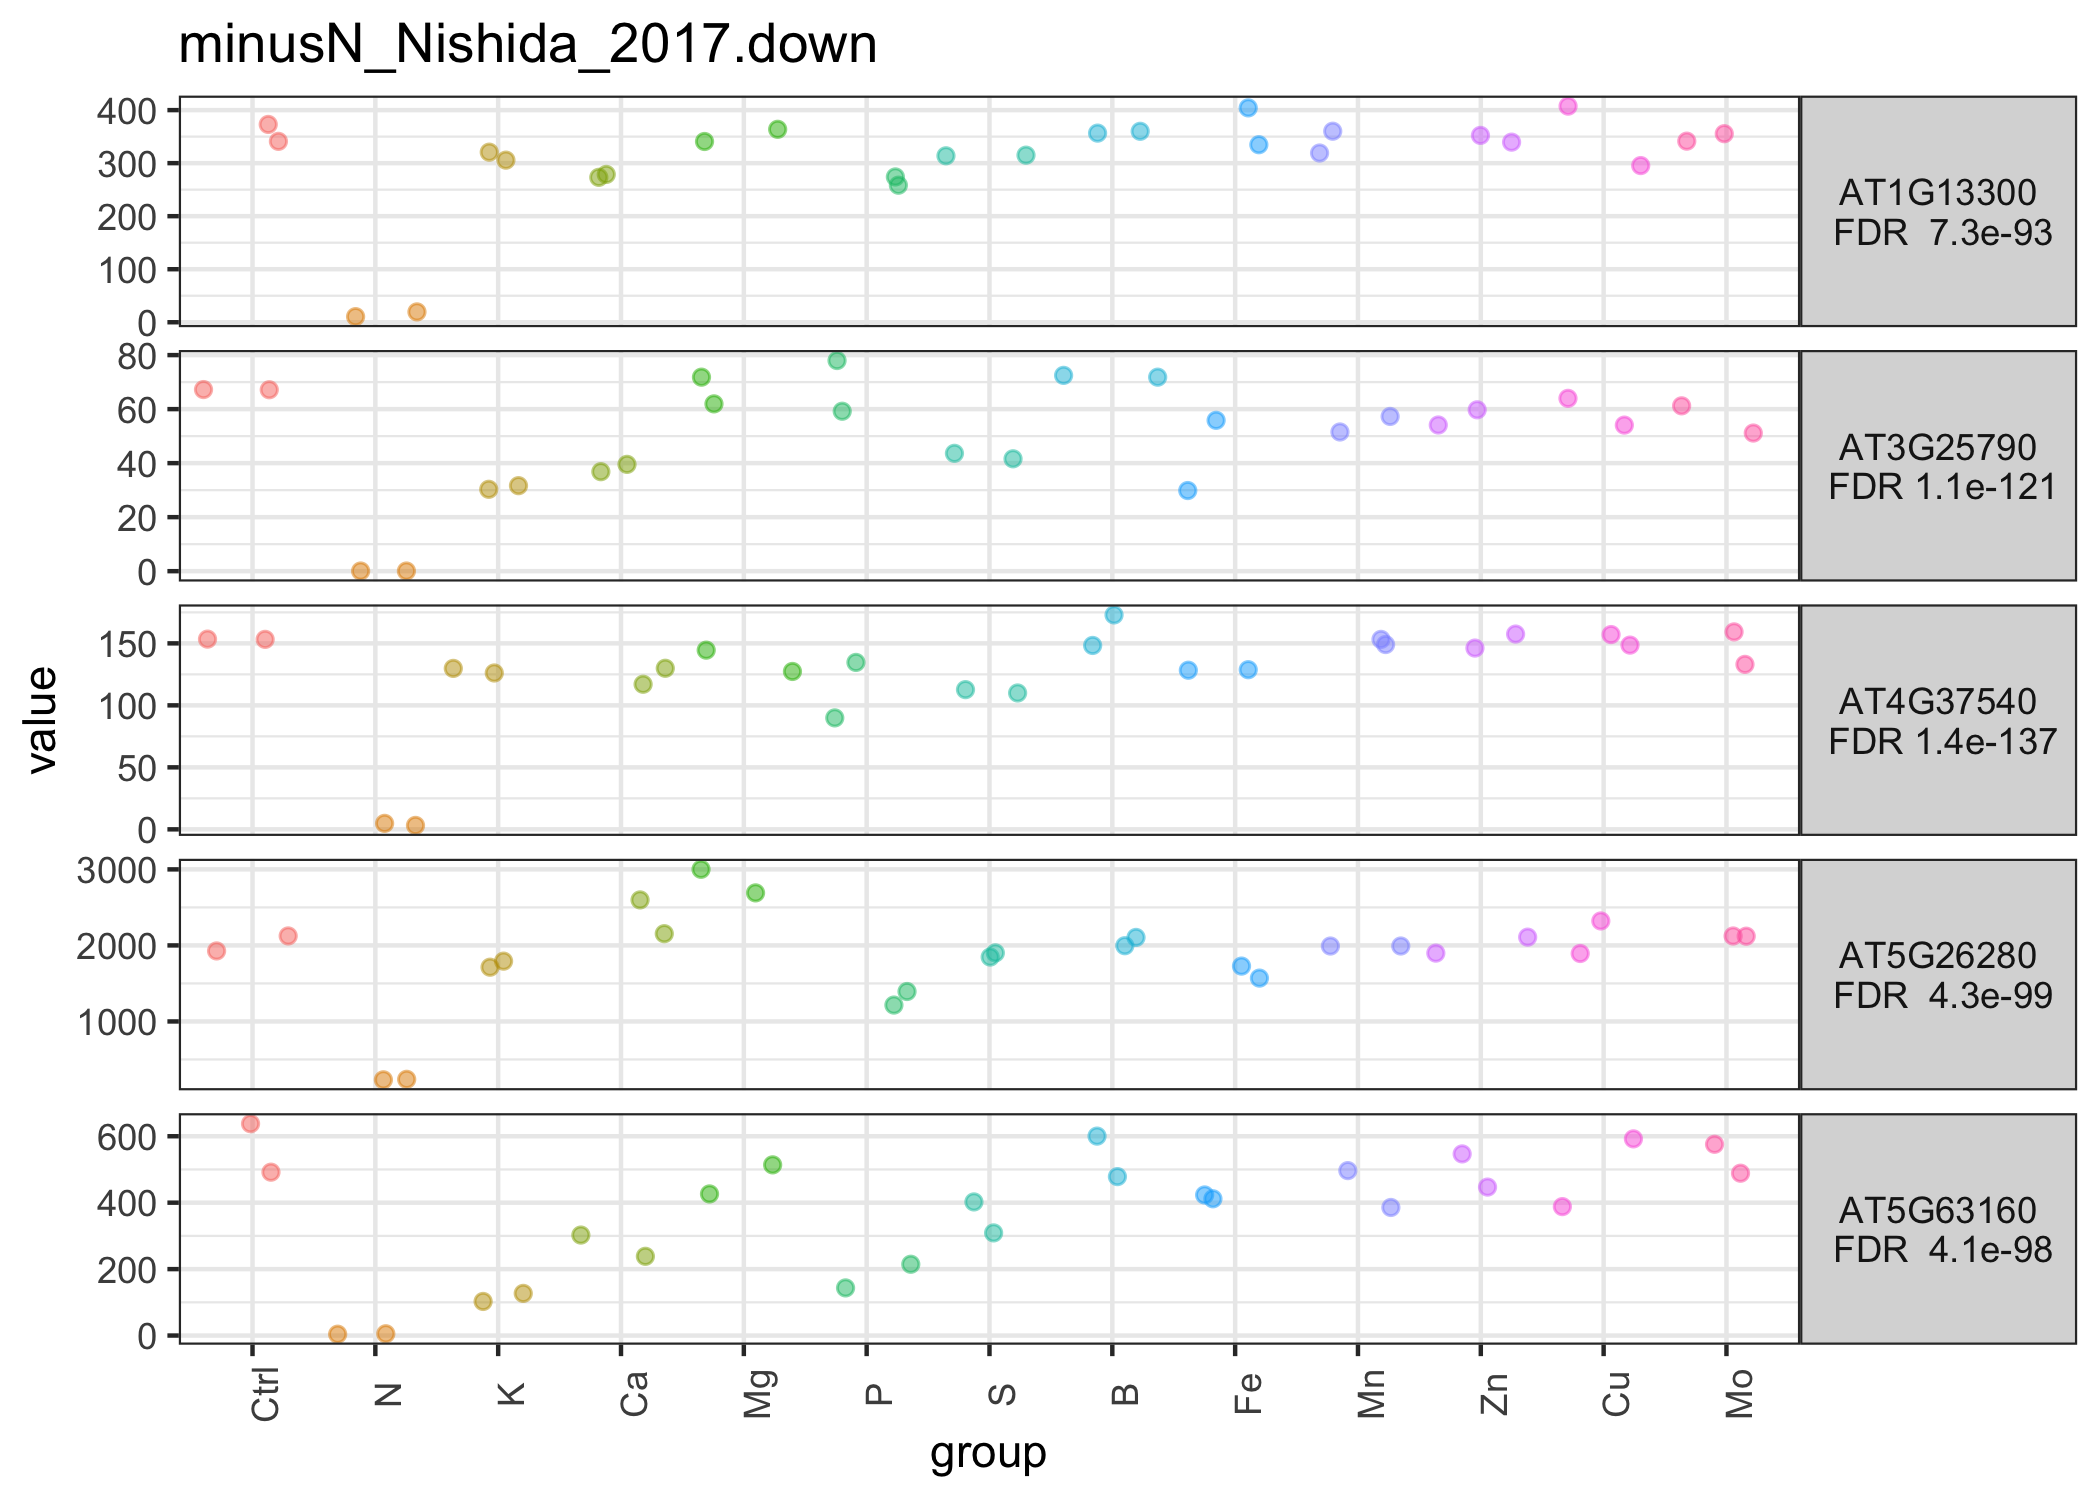 minusN_Nishida_2017.down
400
300
200
100
0
AT1G13300
FDR  7.3e-93
80
60
40
20
0
AT3G25790
FDR 1.1e-121
150
100
50
0
AT4G37540
FDR 1.4e-137
3000
2000
1000
AT5G26280
FDR  4.3e-99
600
400
200
0
AT5G63160
FDR  4.1e-98
value
Ctrl
N
K
Ca
Mg
P
S
B
Fe
Mn
Zn
Cu
Mo
group